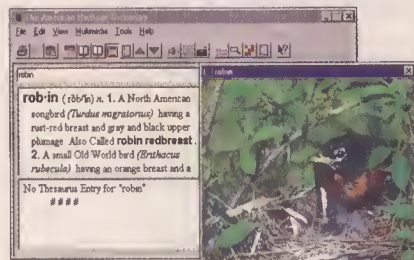 The American Heritage Dictionary
File Edit View Multimedia Tools Help
robin
rob·in (rŏb′ĭn) n. 1. A North American
songbird (Turdus migratorius) having a
rust-red breast and gray and black upper
plumage. Also Called robin redbreast.
2. A small Old World bird (Erithacus
rubecula) having an orange breast and a
No Thesaurus Entry for "robin"
####
robin